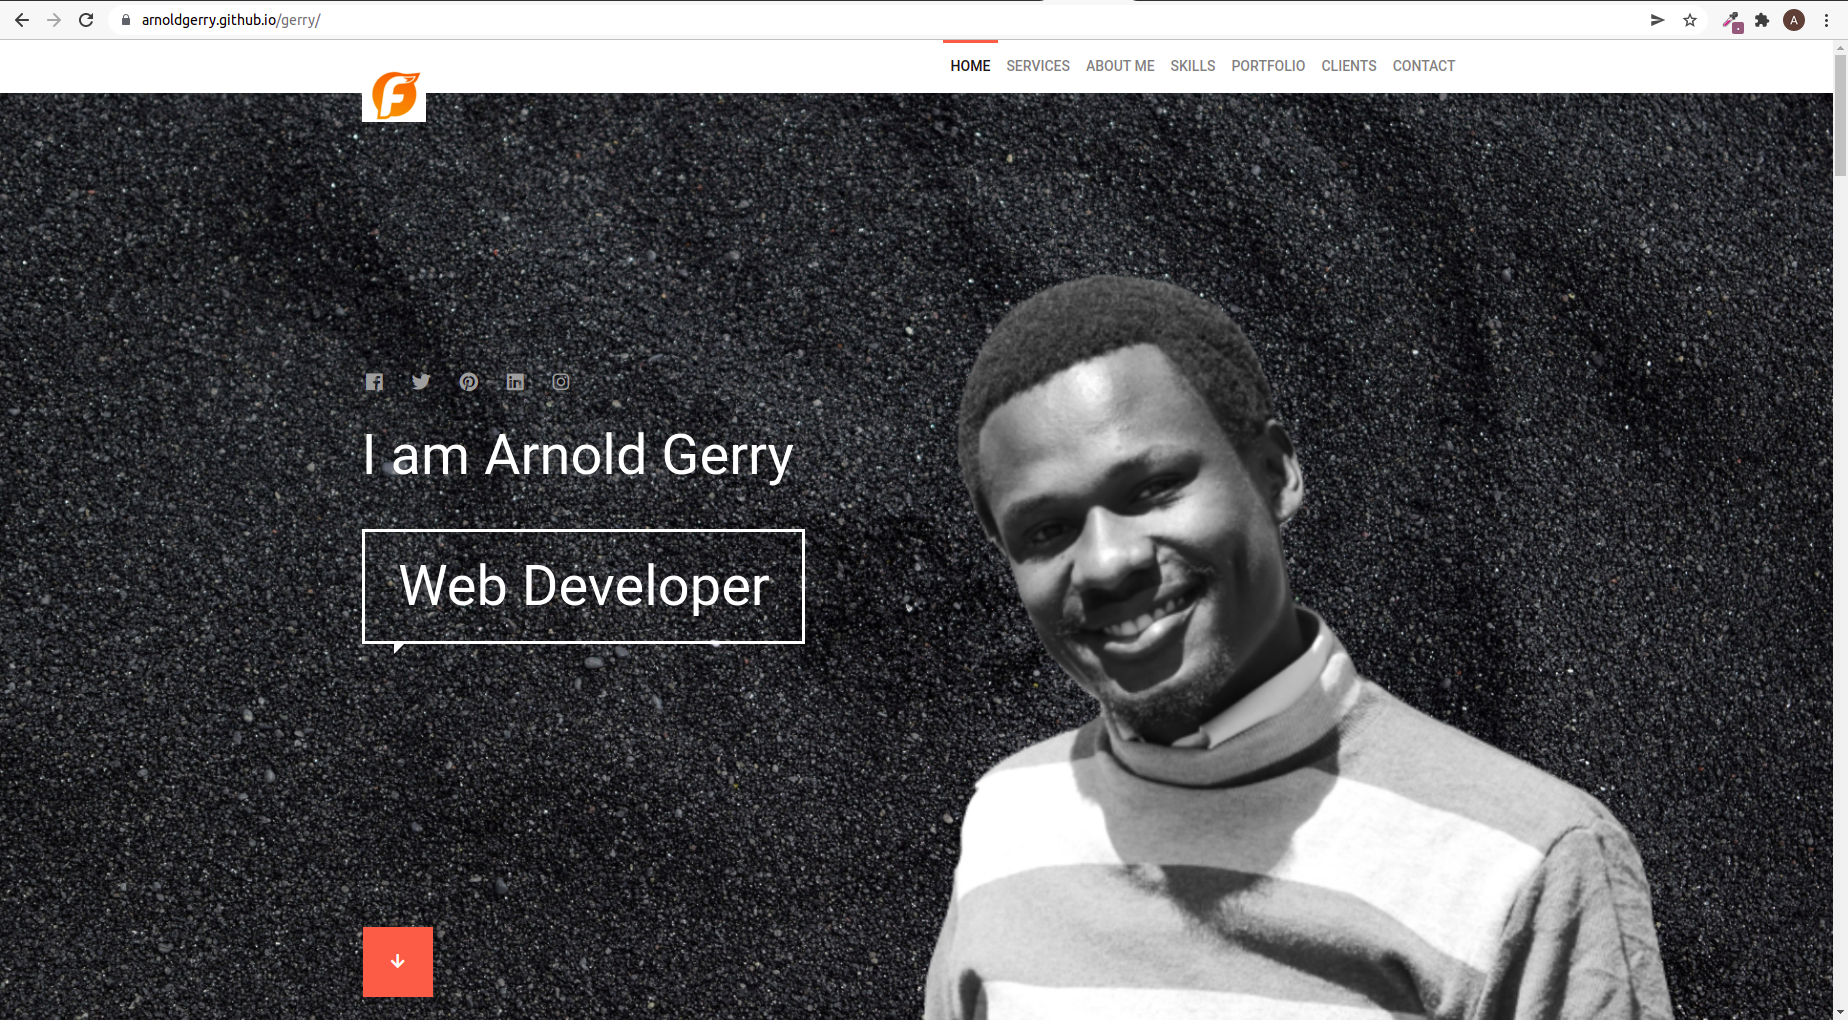 arnoldgerry.github.io/gerry/
A
HOME SERVICES ABOUT ME SKILLS PORTFOLIO CLIENTS CONTACT
F
I am Arnold Gerry
Web Developer